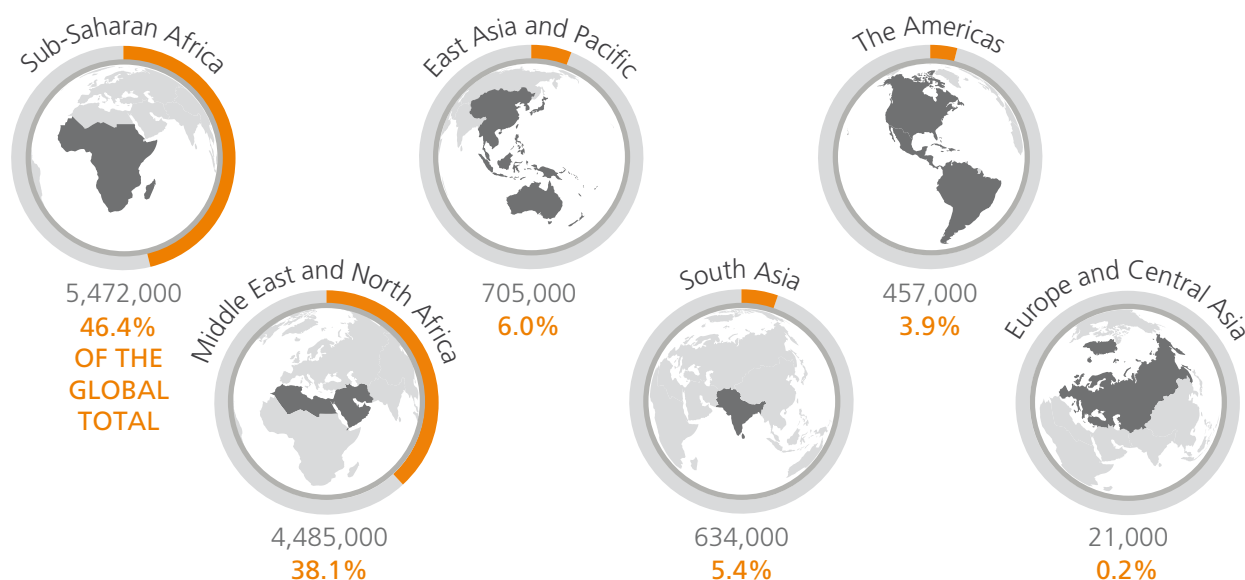 Sub-Saharan Africa
5,472,000
46.4%
OF THE
GLOBAL
TOTAL
Middle East and North Africa
4,485,000
38.1%
East Asia and Pacific
705,000
6.0%
South Asia
634,000
5.4%
The Americas
457,000
3.9%
Europe and Central Asia
21,000
0.2%